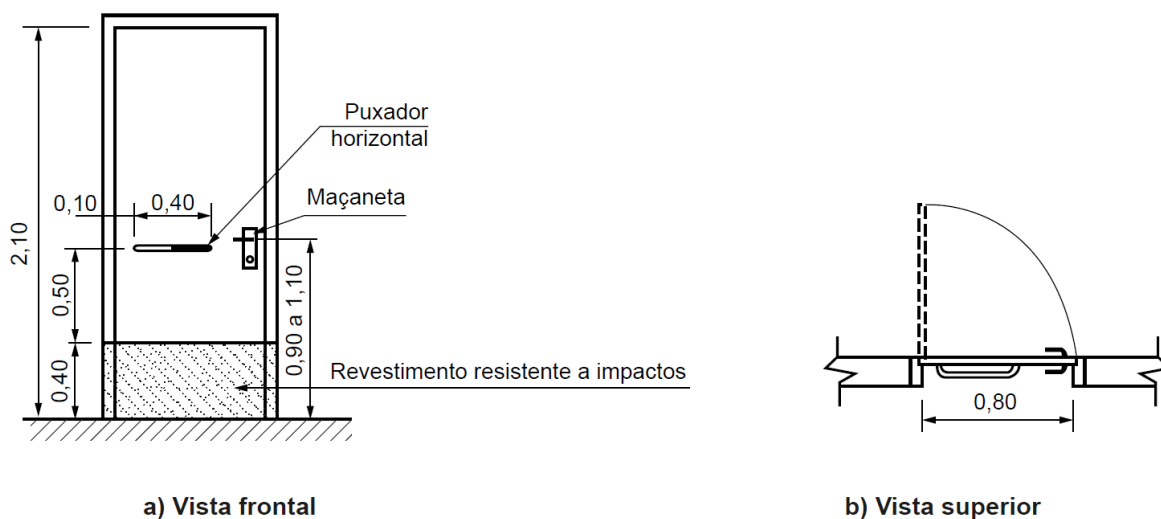 Puxador
horizontal
0,10
0,40
Maçaneta
2,10
0,50
0,90 a 1,10
0,40
Revestimento resistente a impactos
0,80
a) Vista frontal
b) Vista superior